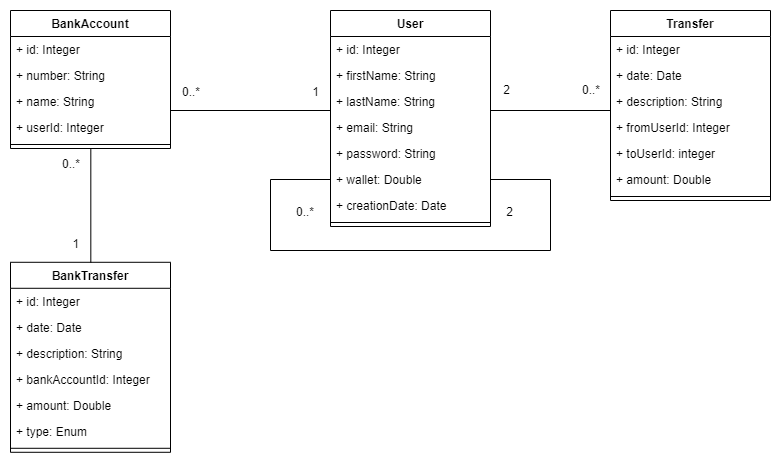 BankAccount
+ id: Integer
+ number: String
+ name: String
+ userId: Integer
0..*
1
User
+ id: Integer
+ firstName: String
+ lastName: String
+ email: String
+ password: String
+ wallet: Double
+ creationDate: Date
0..*
2
2
0..*
Transfer
+ id: Integer
+ date: Date
+ description: String
+ fromUserId: Integer
+ toUserId: integer
+ amount: Double
0..*
1
BankTransfer
+ id: Integer
+ date: Date
+ description: String
+ bankAccountId: Integer
+ amount: Double
+ type: Enum